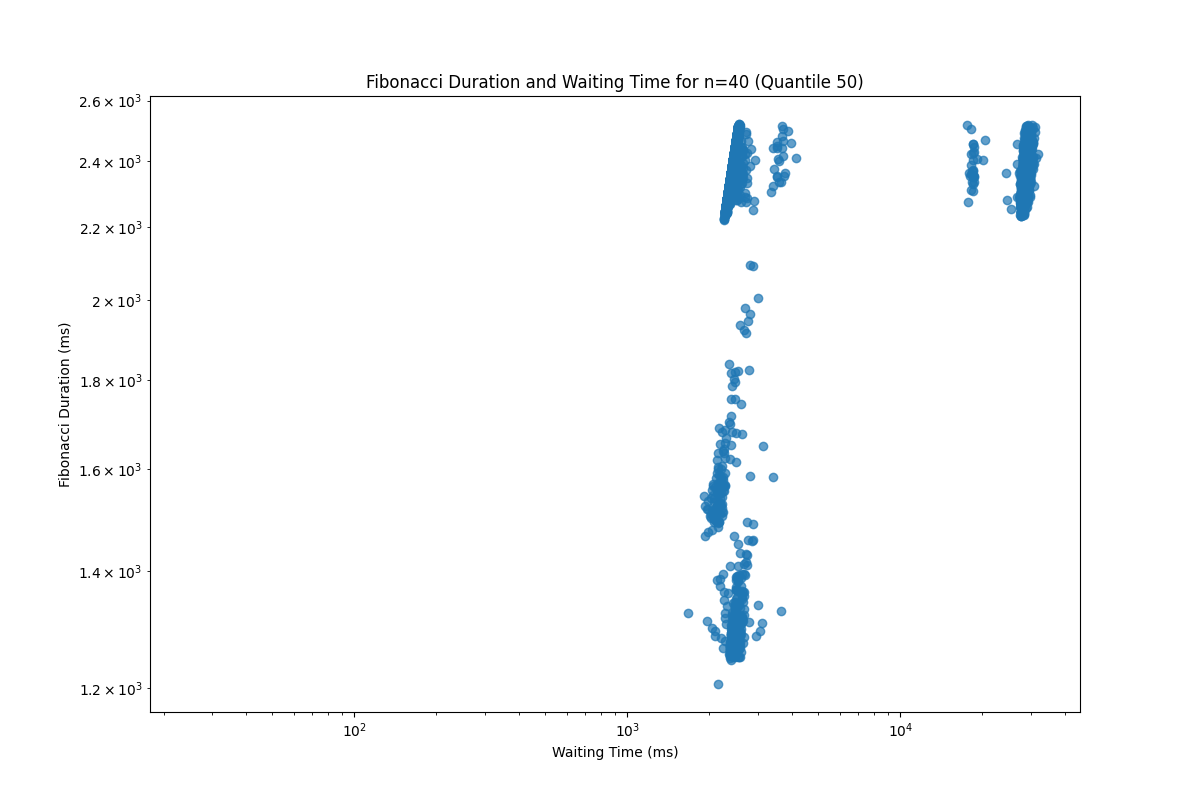 Fibonacci Duration and Waiting Time for n=40 (Quantile 50)
2.6 × 10³
2.4 × 10³
2.2 × 10³
2 × 10³
1.8 × 10³
1.6 × 10³
1.4 × 10³
1.2 × 10³
Fibonacci Duration (ms)
10² 10³ 10⁴
Waiting Time (ms)